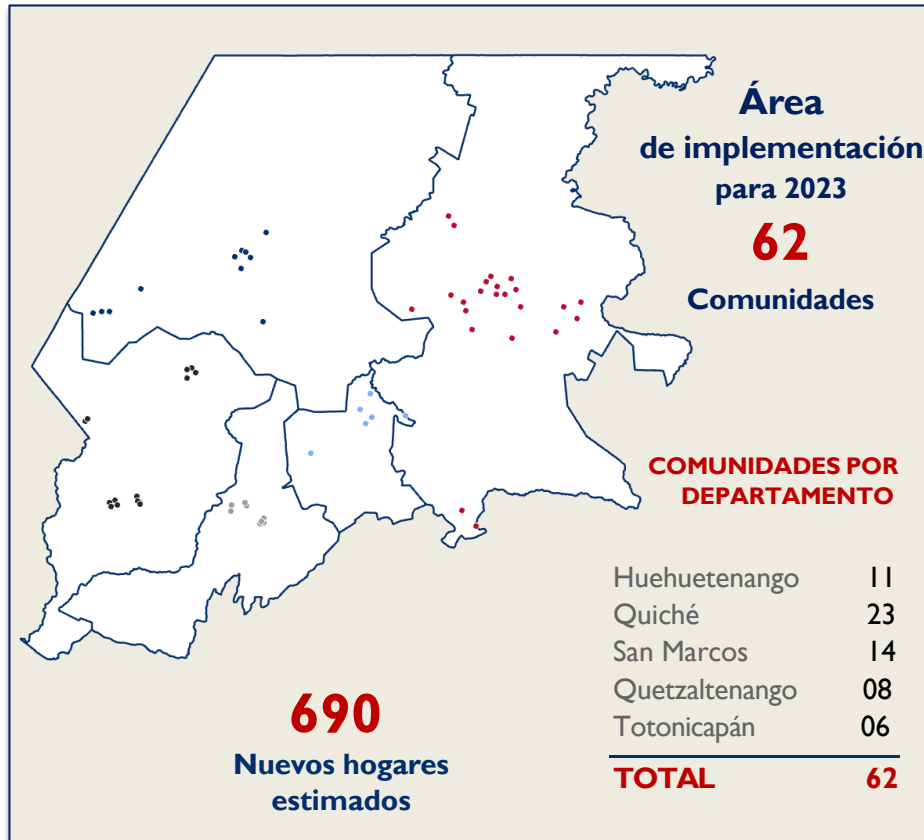 Área
de implementación
para 2023
62
Comunidades
COMUNIDADES POR
DEPARTAMENTO
Huehuetenango 11
Quiché 23
San Marcos 14
Quetzaltenango 08
Totonicapán 06
TOTAL 62
690
Nuevos hogares
estimados